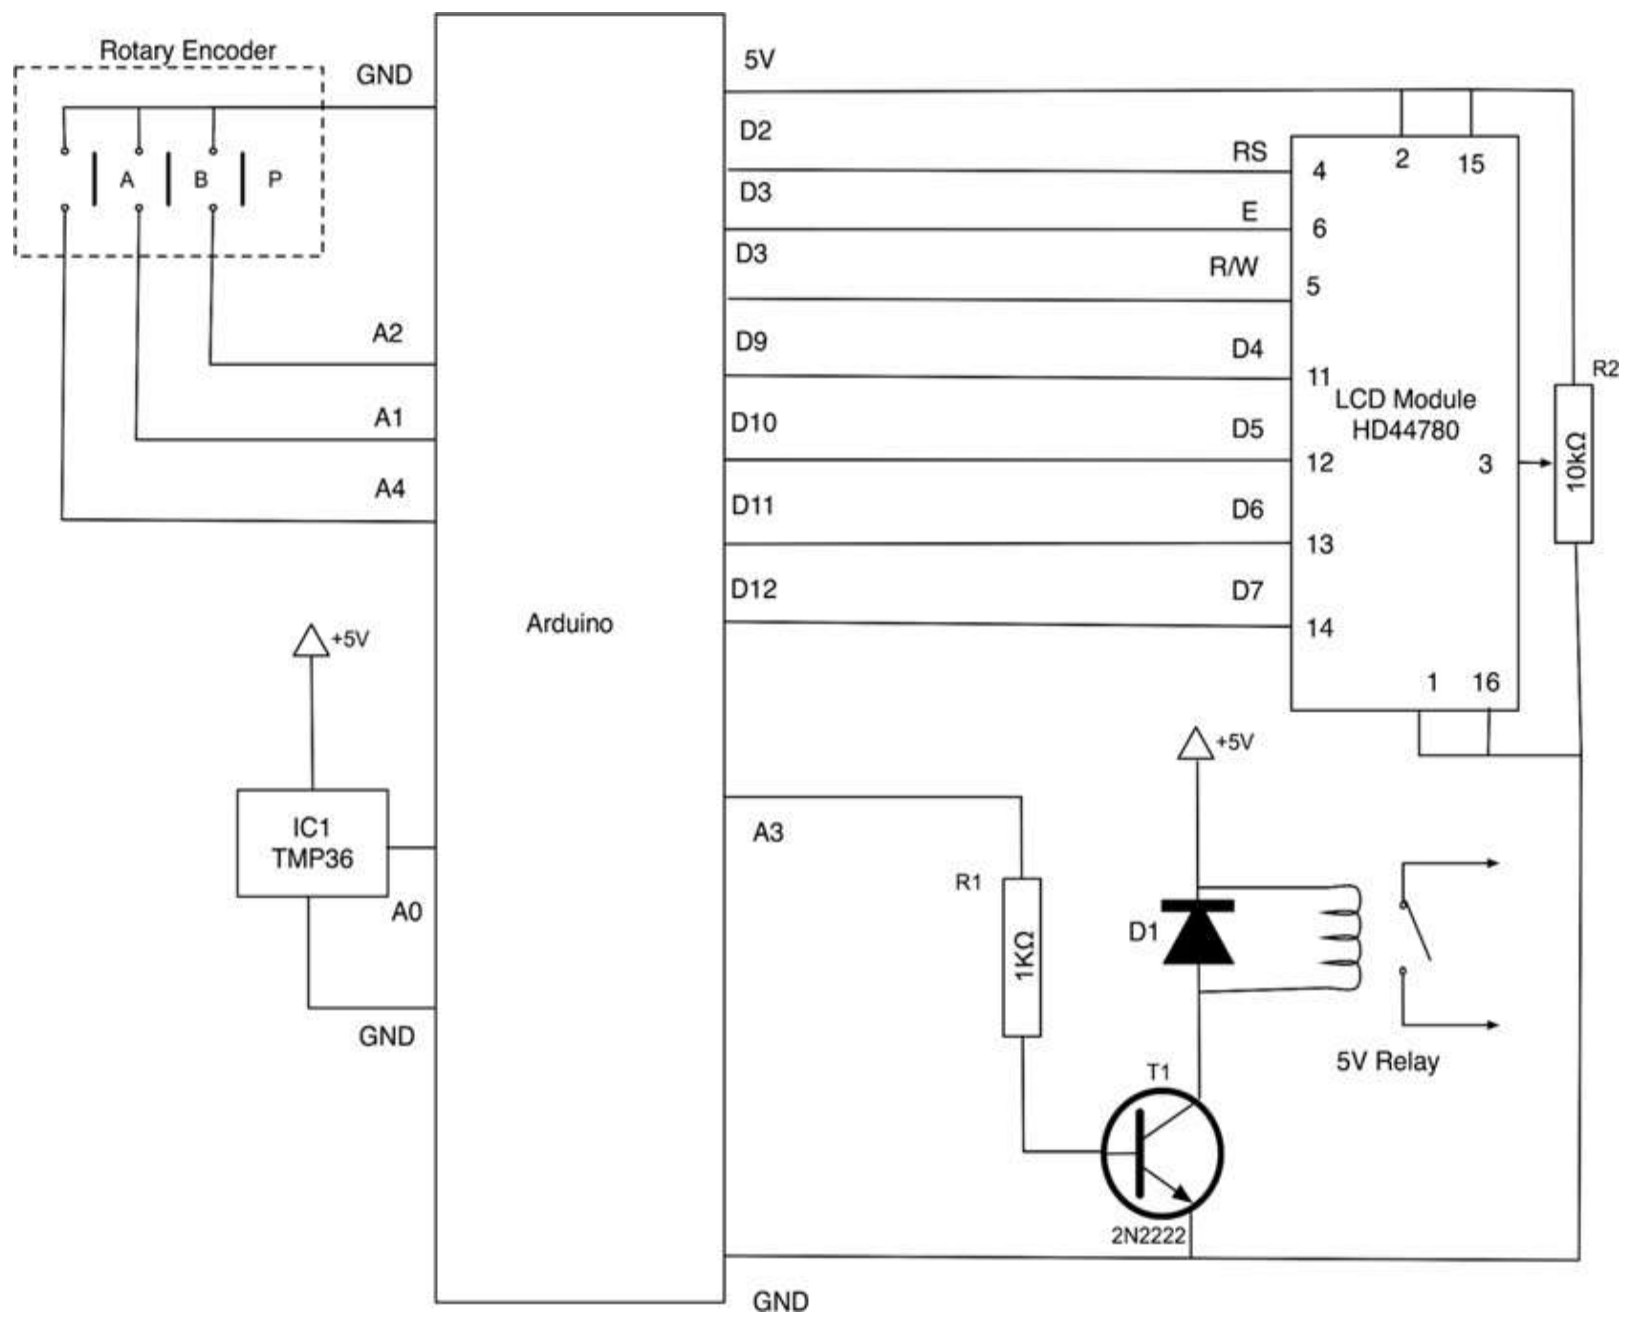 Rotary Encoder
GND
A
B
P
A2
A1
A4
+5V
IC1
TMP36
A0
GND
Arduino
5V
D2
D3
D3
D9
D10
D11
D12
A3
GND
RS
E
R/W
D4
D5
D6
D7
4
6
5
11
12
13
14
2
15
LCD Module
HD44780
3
1
16
R2
10kΩ
+5V
R1
1KΩ
D1
5V Relay
T1
2N2222